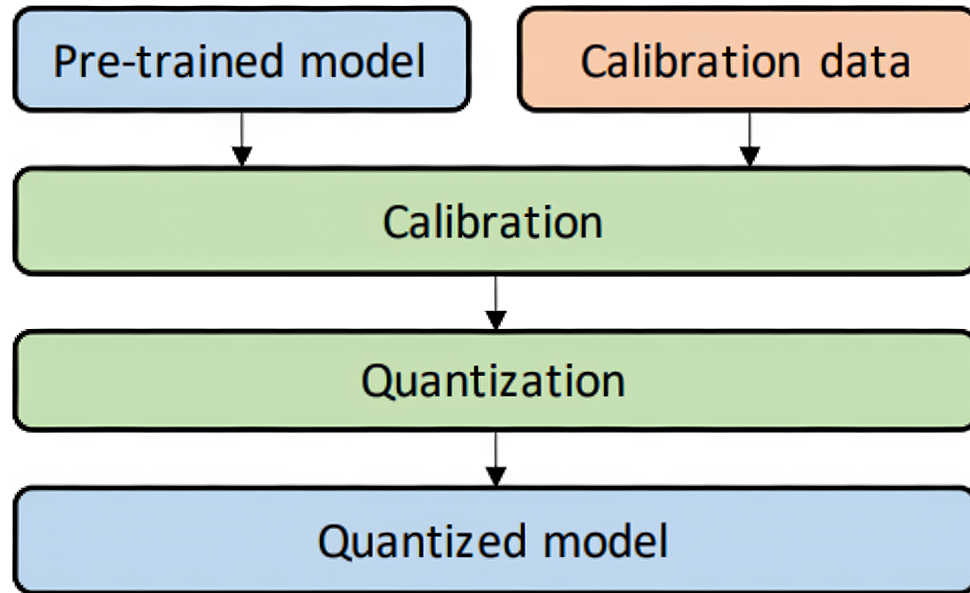 Pre-trained model
Calibration data
Calibration
Quantization
Quantized model